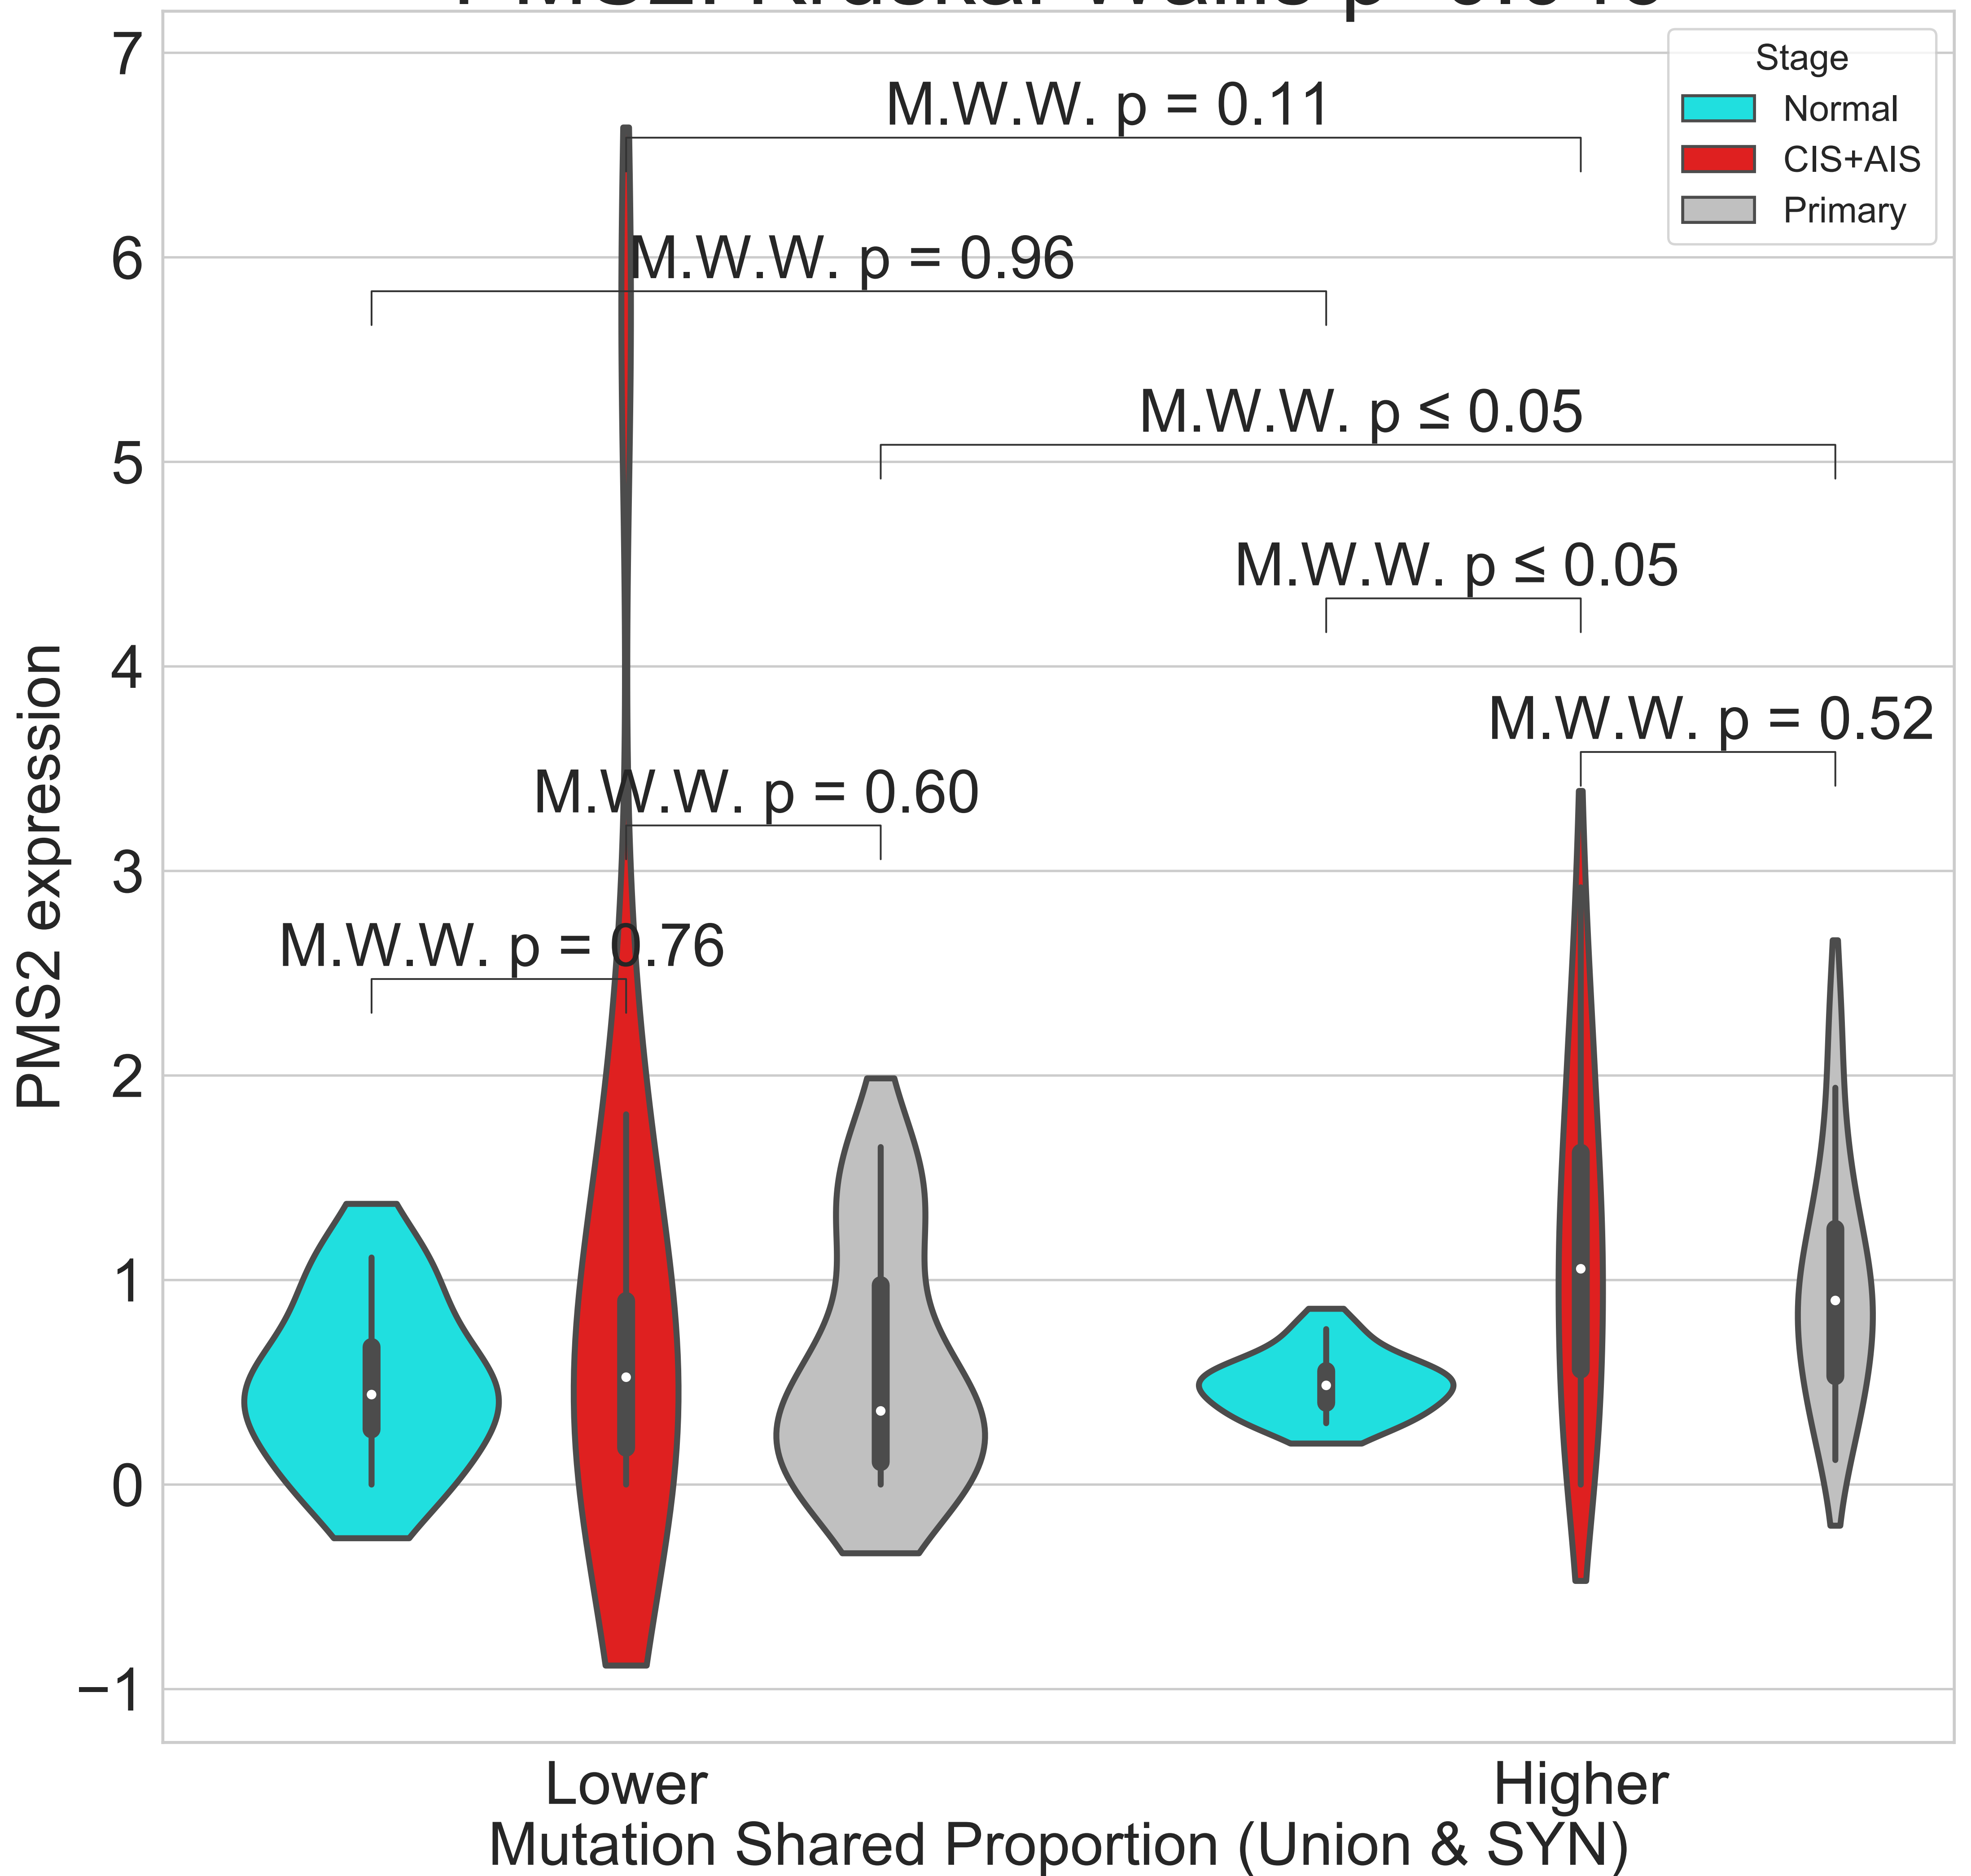 7
Stage
Normal
CIS+AIS
Primary
M.W.W. p = 0.11
6
M.W.W. p = 0.96
M.W.W. p ≤ 0.05
5
M.W.W. p ≤ 0.05
4
M.W.W. p = 0.52
M.W.W. p = 0.60
3
M.W.W. p = 0.76
2
1
0
−1
PMS2 expression
Lower
Higher
Mutation Shared Proportion (Union & SYN)